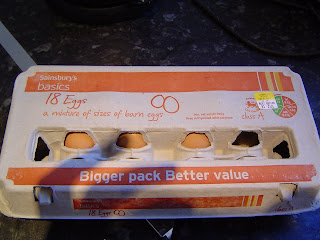 Sainsbury's
basics
18 Eggs
a mixture of sizes of barn eggs
class A
Bigger pack Better value
18 Eggs